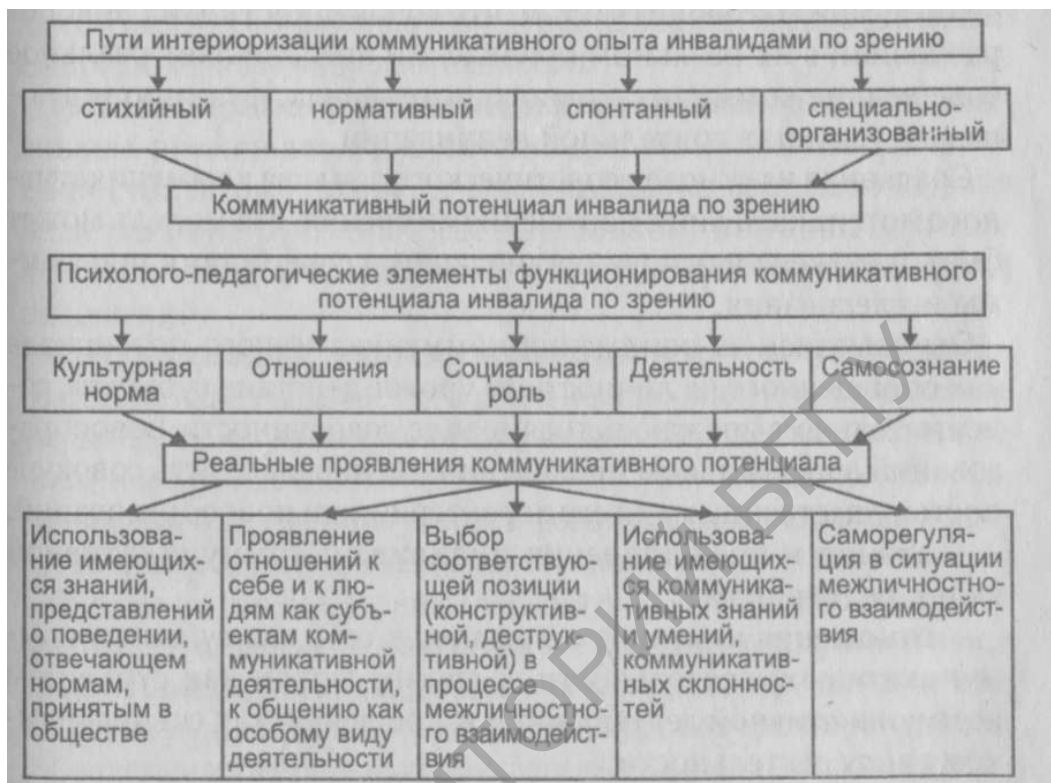 Пути интериоризации коммуникативного опыта инвалидами по зрению
стихийный
нормативный
спонтанный
специально-
организованный
Коммуникативный потенциал инвалида по зрению
Психолого-педагогические элементы функционирования коммуникативного
потенциала инвалида по зрению
Культурная
норма
Отношения
Социальная
роль
Деятельность
Самосознание
Реальные проявления коммуникативного потенциала
Использова-
ние имеющих-
ся знаний,
представлений
о поведении,
отвечающем
нормам,
принятым в
обществе
Проявление
отношений к
себе и к лю-
дям как субъ-
ектам ком-
муникативной
деятельности,
к общению как
особому виду
деятельности
Выбор
соответствую-
щей позиции
(конструктив-
ной, деструк-
тивной) в
процессе
межличностно-
го взаимодейст-
вия
Использова-
ние имеющих-
ся коммуника-
тивных знаний
и умений,
коммуникатив-
ных склоннос-
тей
Саморегуля-
ция в ситуации
межличностно-
го взаимодейст-
вия
ТОРИЙ БГПУ